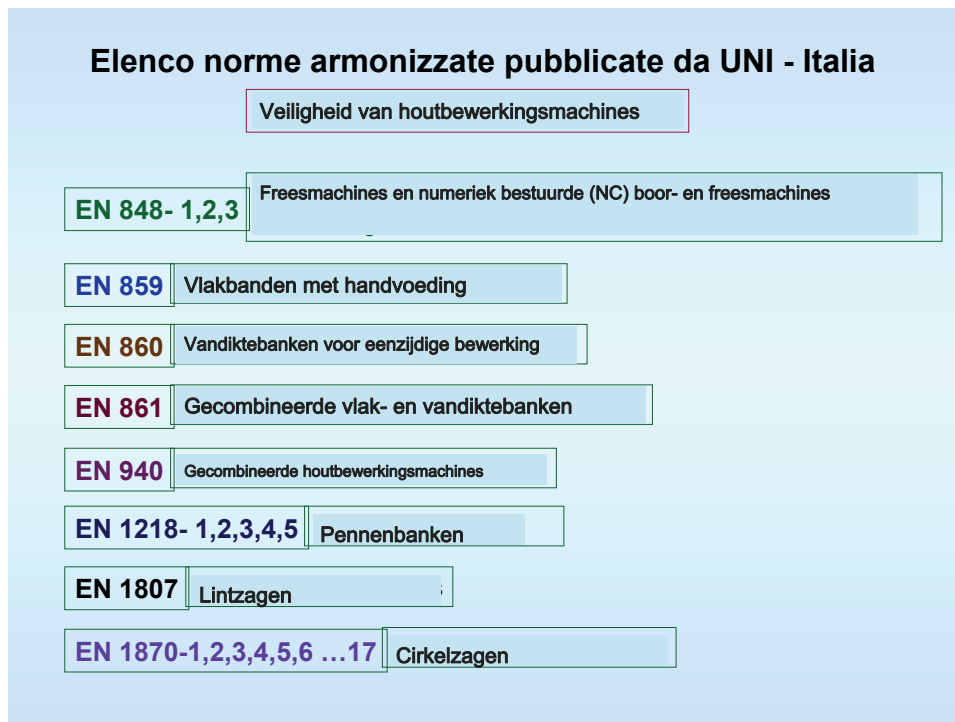 Elenco norme armonizzate pubblicate da UNI - Italia
Veiligheid van houtbewerkingsmachines
EN 848- 1,2,3 Freesmachines en numeriek bestuurde (NC) boor- en freesmachines
EN 859 Vlakbanden met handvoeding
EN 860 Vandiktebanken voor eenzijdige bewerking
EN 861 Gecombineerde vlak- en vandiktebanken
EN 940 Gecombineerde houtbewerkingsmachines
EN 1218- 1,2,3,4,5 Pennenbanken
EN 1807 Lintzagen
EN 1870-1,2,3,4,5,6 …17 Cirkelzagen